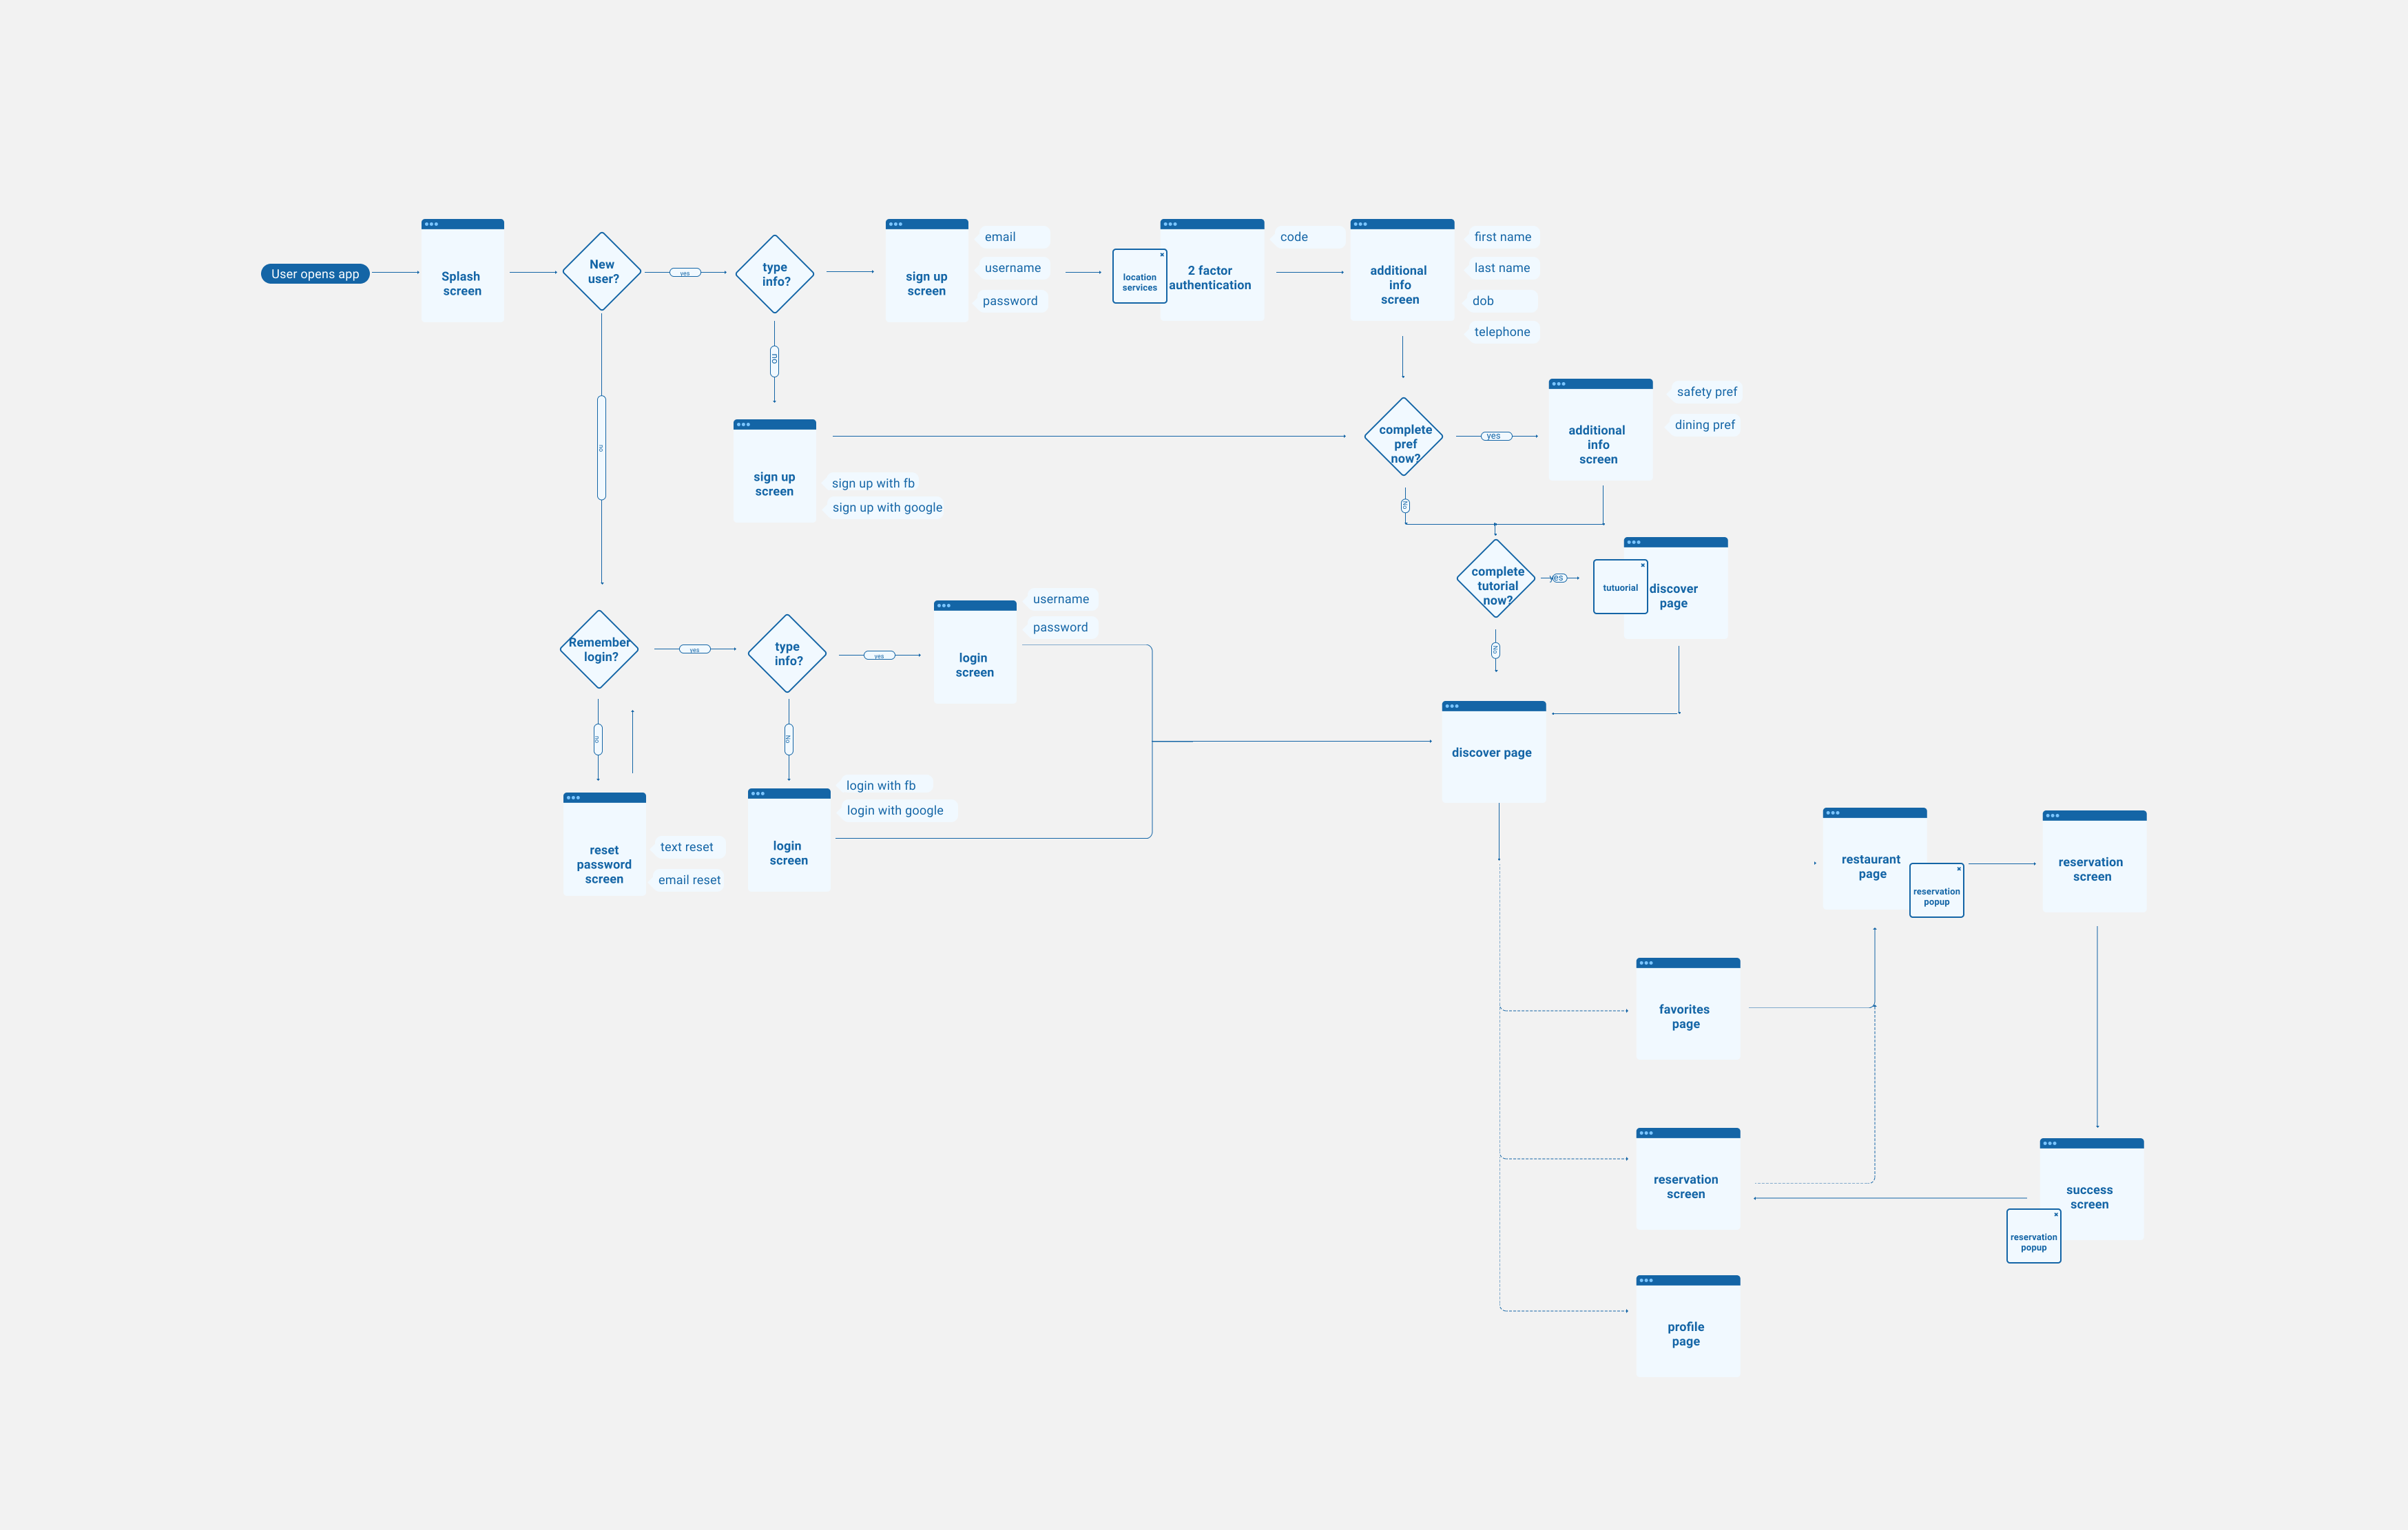 User opens app
Splash
screen
New
user?
yes
type
info?
sign up
screen
email
username
password
location
services
2 factor
authentication
code
additional
info
screen
first name
last name
dob
telephone
no
no
sign up
screen
sign up with fb
sign up with google
complete
pref
now?
yes
additional
info
screen
safety pref
dining pref
No
complete
tutorial
now?
yes
tutuorial
discover
page
No
Remember
login?
yes
type
info?
yes
login
screen
username
password
no
No
reset
password
screen
text reset
email reset
login
screen
login with fb
login with google
discover page
restaurant
page
reservation
popup
reservation
screen
favorites
page
reservation
screen
success
screen
reservation
popup
profile
page